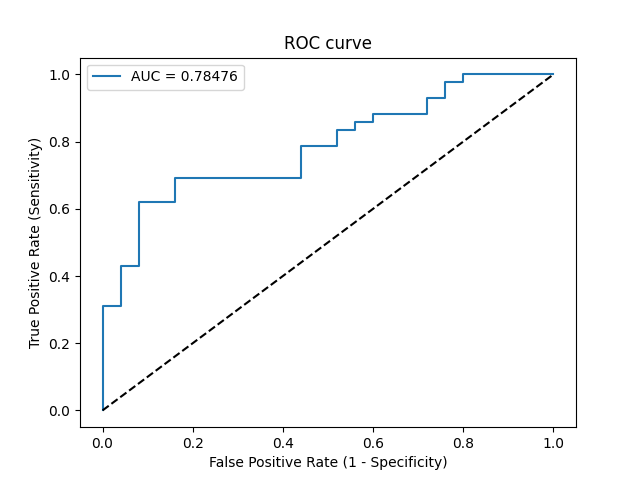 ROC curve
AUC = 0.78476
True Positive Rate (Sensitivity)
1.0
0.8
0.6
0.4
0.2
0.0
0.0 0.2 0.4 0.6 0.8 1.0
False Positive Rate (1 - Specificity)